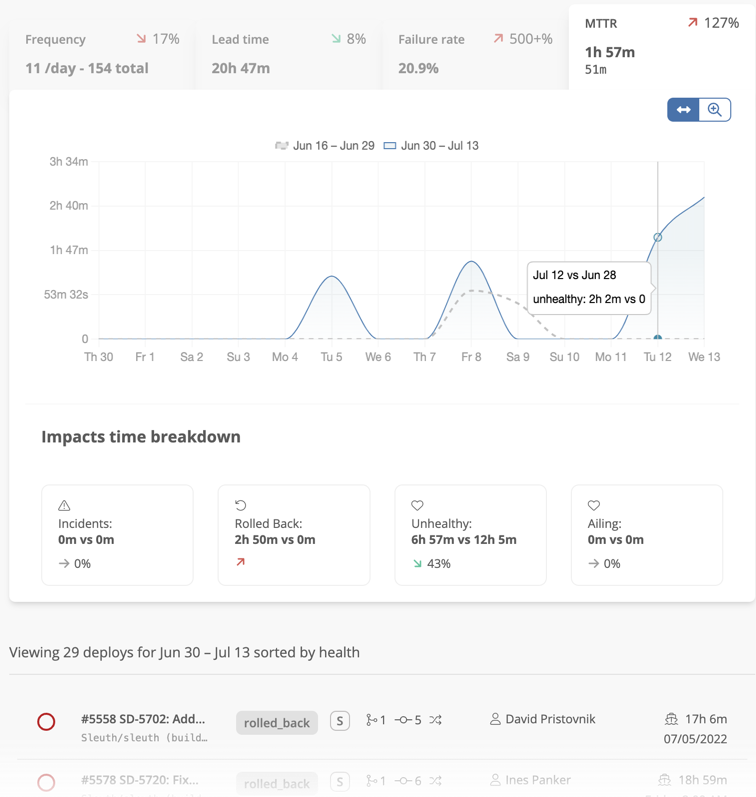 Frequency
17%
11 /day - 154 total
Lead time
8%
20h 47m
Failure rate
500+%
20.9%
MTTR
127%
1h 57m
51m
Jun 16 – Jun 29
Jun 30 – Jul 13
3h 34m
2h 40m
1h 47m
53m 32s
0
Jul 12 vs Jun 28
unhealthy: 2h 2m vs 0
Th 30
Fr 1
Sa 2
Su 3
Mo 4
Tu 5
We 6
Th 7
Fr 8
Sa 9
Su 10
Mo 11
Tu 12
We 13
Impacts time breakdown
Incidents:
0m vs 0m
0%
Rolled Back:
2h 50m vs 0m
Unhealthy:
6h 57m vs 12h 5m
43%
Ailing:
0m vs 0m
0%
Viewing 29 deploys for Jun 30 – Jul 13 sorted by health
#5558 SD-5702: Add...
Sleuth/sleuth (build…
rolled_back
S
1
5
David Pristovnik
17h 6m
07/05/2022
#5578 SD-5720: Fix...
rolled_back
S
1
6
Ines Panker
18h 59m